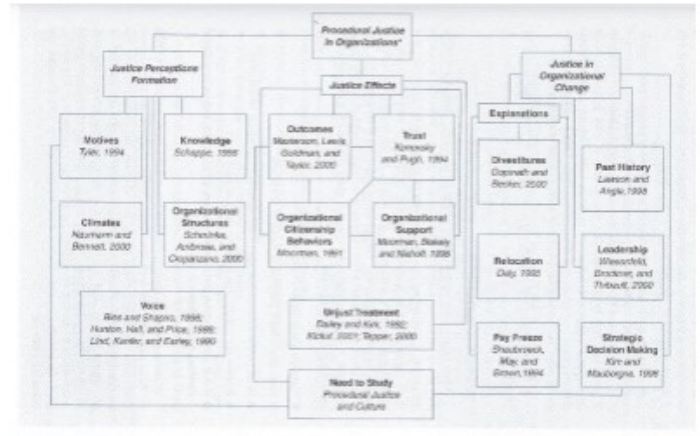 Procedural Justice
in Organizations*
Justice Perceptions
Formation
Justice Effects
Justice in
Organizational
Change
Explanations
Motives
Tyler, 1994
Knowledge
Schappe, 1996
Outcomes
Masterson, Lewis,
Goldman, and
Taylor, 2000
Trust
Konovsky
and Pugh, 1994
Divestitures
Gopinath and
Becker, 2000
Past History
Lawson and
Angle, 1998
Climates
Naumann and
Bennett, 2000
Organizational
Structures
Schminke,
Ambrose, and
Cropanzano, 2000
Organizational
Citizenship
Behaviors
Moorman, 1991
Organizational
Support
Moorman, Blakely
and Niehoff, 1998
Relocation
Daly, 1995
Leadership
Wiesenfeld,
Brockner, and
Thibault, 2000
Voice
Bies and Shapiro, 1988;
Hunton, Hall, and Price, 1998;
Lind, Kanfer, and Earley, 1990
Unjust Treatment
Dailey and Kirk, 1992;
Kickul, 2001; Tepper, 2000
Pay Freeze
Schaubroeck,
May, and
Brown, 1994
Strategic
Decision Making
Kim and
Mauborgne, 1998
Need to Study
Procedural Justice
and Culture